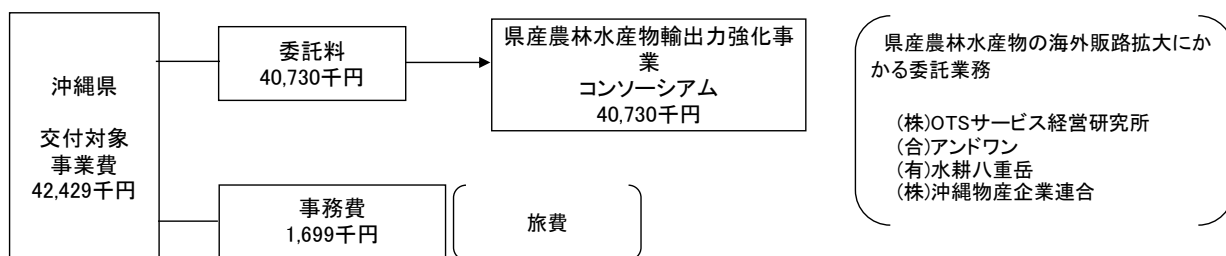 沖縄県
交付対象
事業費
42,429千円
委託料
40,730千円
県産農林水産物輸出力強化事
業
コンソーシアム
40,730千円
県産農林水産物の海外販路拡大にか
かる委託業務
(株)OTSサービス経営研究所
(合)アンドワン
(有)水耕八重岳
(株)沖縄物産企業連合
事務費
1,699千円
旅費